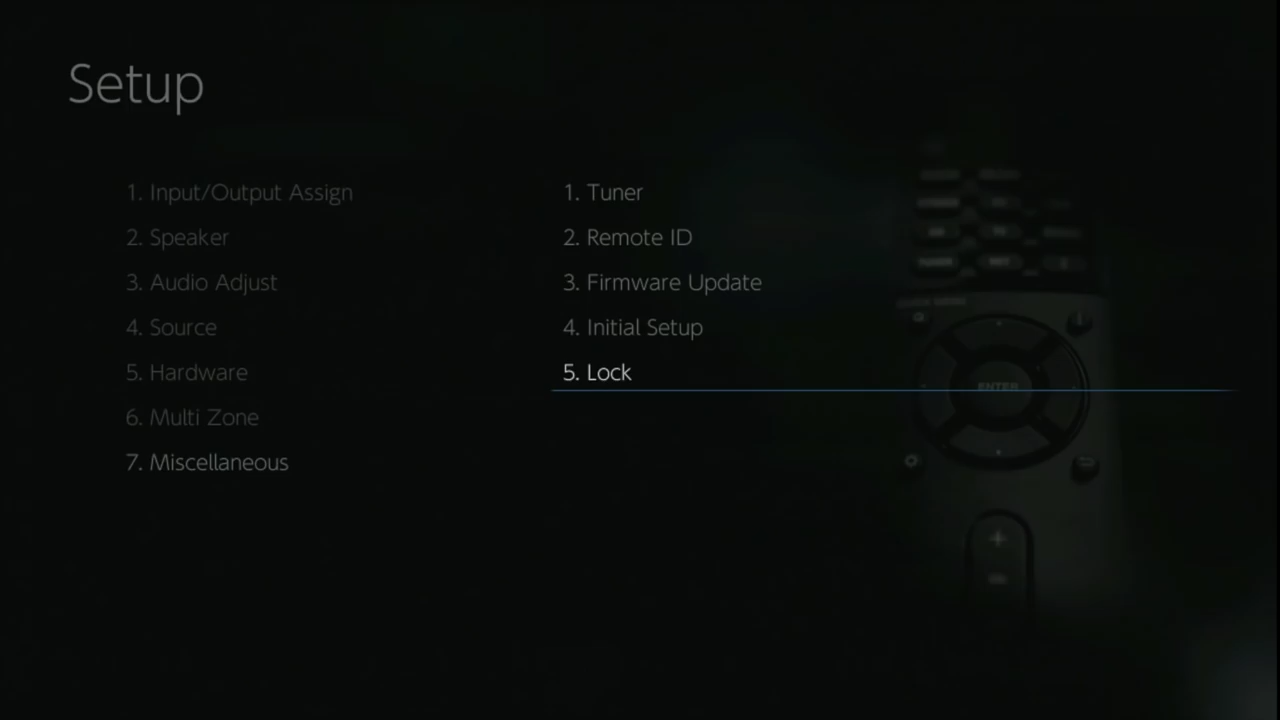 Setup
1. Input/Output Assign
2. Speaker
3. Audio Adjust
4. Source
5. Hardware
6. Multi Zone
7. Miscellaneous
1. Tuner
2. Remote ID
3. Firmware Update
4. Initial Setup
5. Lock
ENTER